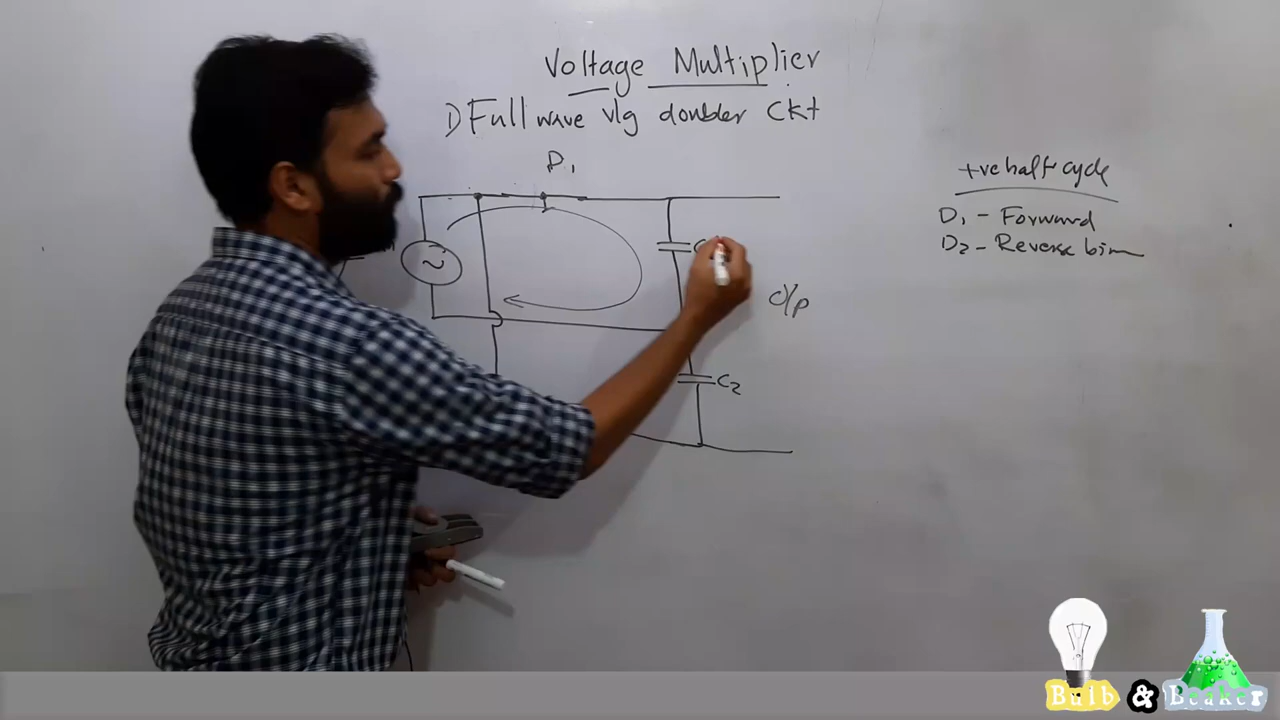 Voltage Multiplier
1) Full wave vlg doubler Ckt
D1
+ve half cycle
D1 - Forward
D2 - Reverse bias
C
o/p
C2
Bulb & Beaker